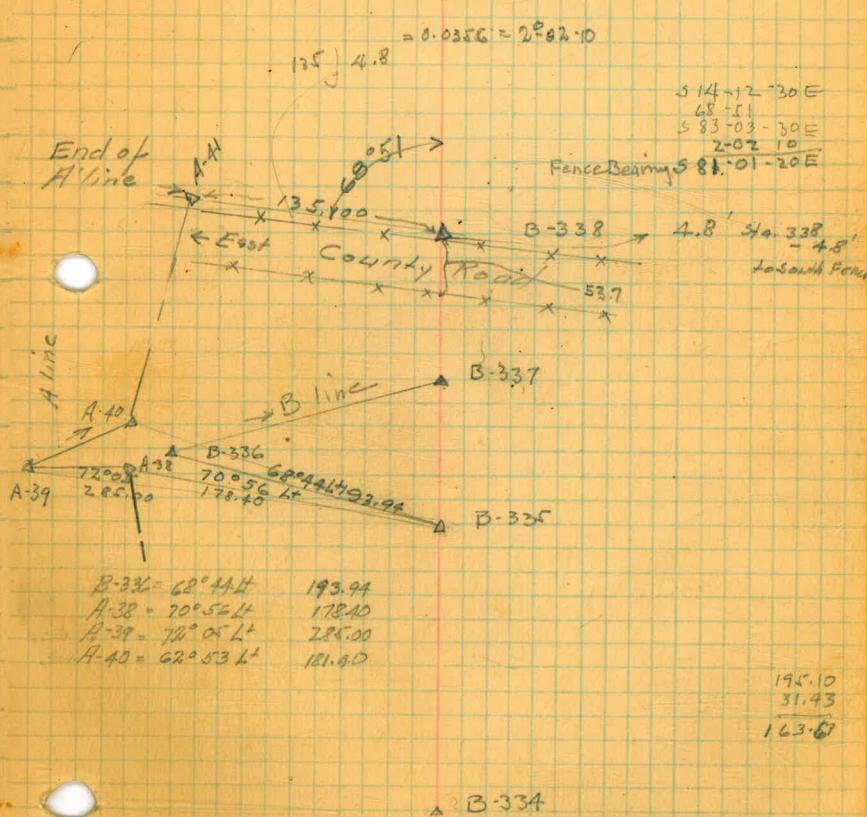 = 0.0356 = 2°-02-10
135 ) 4.8
S 14-12-30 E
68-51
S 83-03-30 E
2-02 10
Fence Bearing S 81-01-20 E
End of
A line
A-41
68°51
135.00
B-338
4.8' Sta. 338
- 4.8'
to South Fence
← East
County Road
53.7
A line
B-337
→ B line
A-40
B-336
A-38
68°44 Lt 193.94
72°05
70°56 Lt
A-39
285.00
178.40
B-335
B-336 = 68°44 Lt 193.94
A-38 = 70°56 Lt 178.40
A-39 = 72°05 Lt 285.00
A-40 = 62°53 Lt 181.40
195.10
31.43
163.67
B-334